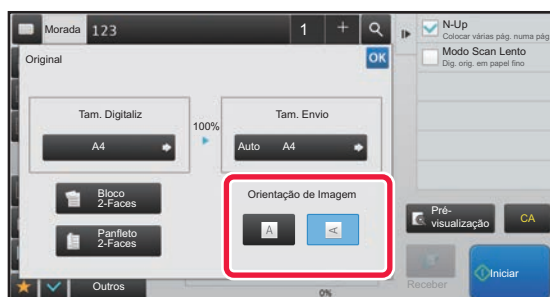 Morada 123 1 +
N-Up
Colocar várias pág. numa pág
Original
OK
Modo Scan Lento
Dig. orig. em papel fino
Tam. Digitaliz
100%
Tam. Envio
A4
Auto A4
Bloco
2-Faces
Orientação de Imagem
A A
Panfleto
2-Faces
Pré-
visualização
CA
Outros
0%
Receber
Iniciar